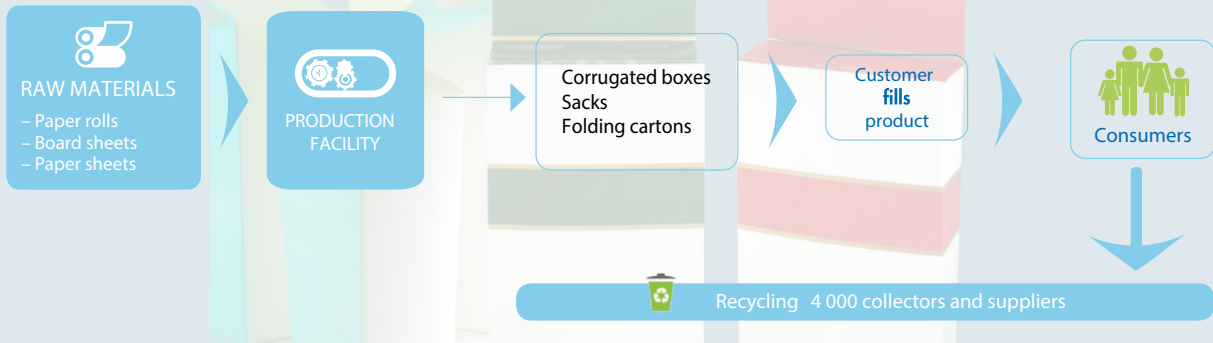 RAW MATERIALS
– Paper rolls
– Board sheets
– Paper sheets
PRODUCTION
FACILITY
Corrugated boxes
Sacks
Folding cartons
Customer
fills
product
Consumers
Recycling 4 000 collectors and suppliers